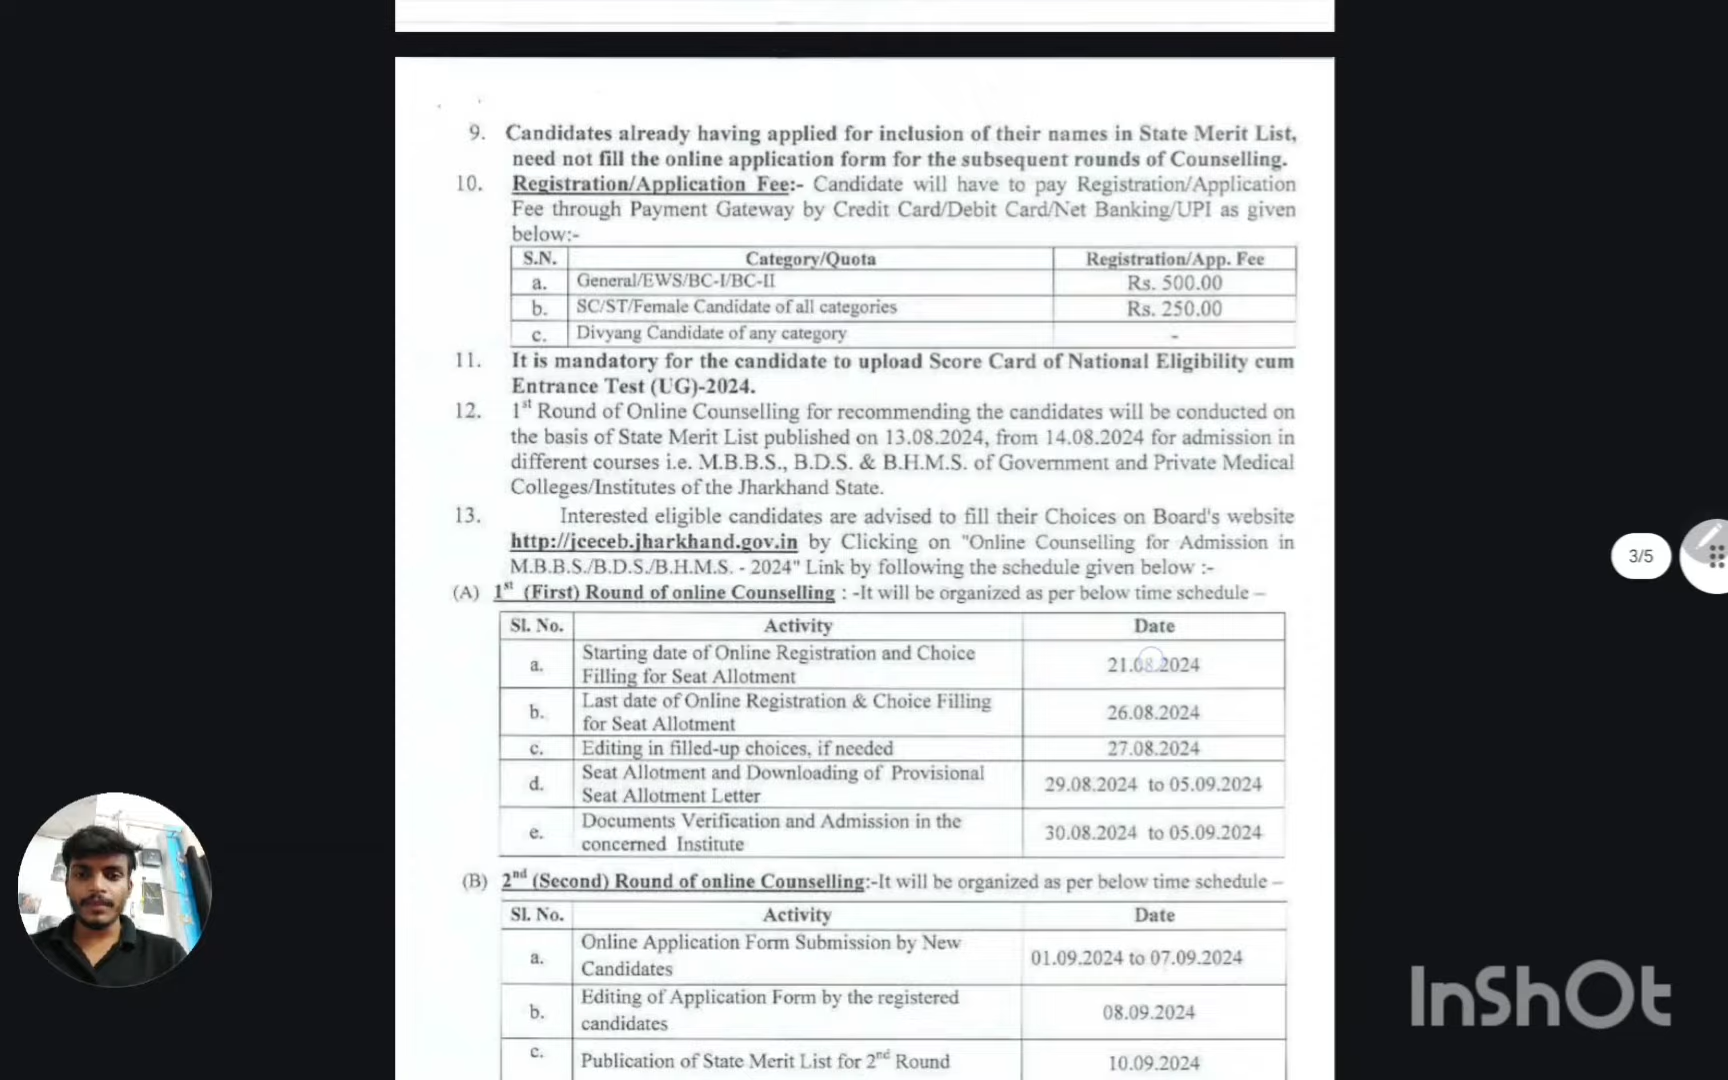 9. Candidates already having applied for inclusion of their names in State Merit List,
need not fill the online application form for the subsequent rounds of Counselling.
10. Registration/Application Fee:- Candidate will have to pay Registration/Application
Fee through Payment Gateway by Credit Card/Debit Card/Net Banking/UPI as given
below:-
S.N. Category/Quota Registration/App. Fee
a. General/EWS/BC-I/BC-II Rs. 500.00
b. SC/ST/Female Candidate of all categories Rs. 250.00
c. Divyang Candidate of any category -
11. It is mandatory for the candidate to upload Score Card of National Eligibility cum
Entrance Test (UG)-2024.
12. 1st Round of Online Counselling for recommending the candidates will be conducted on
the basis of State Merit List published on 13.08.2024, from 14.08.2024 for admission in
different courses i.e. M.B.B.S., B.D.S. & B.H.M.S. of Government and Private Medical
Colleges/Institutes of the Jharkhand State.
13. Interested eligible candidates are advised to fill their Choices on Board's website
http://jceceb.jharkhand.gov.in by Clicking on "Online Counselling for Admission in
M.B.B.S./B.D.S./B.H.M.S. - 2024" Link by following the schedule given below :-
(A) 1st (First) Round of online Counselling : -It will be organized as per below time schedule –
Sl. No. Activity Date
a. Starting date of Online Registration and Choice
Filling for Seat Allotment 21.08.2024
b. Last date of Online Registration & Choice Filling
for Seat Allotment 26.08.2024
c. Editing in filled-up choices, if needed 27.08.2024
d. Seat Allotment and Downloading of Provisional
Seat Allotment Letter 29.08.2024 to 05.09.2024
e. Documents Verification and Admission in the
concerned Institute 30.08.2024 to 05.09.2024
(B) 2nd (Second) Round of online Counselling:-It will be organized as per below time schedule –
Sl. No. Activity Date
a. Online Application Form Submission by New
Candidates 01.09.2024 to 07.09.2024
b. Editing of Application Form by the registered
candidates 08.09.2024
c. Publication of State Merit List for 2nd Round 10.09.2024
3/5
InShOt